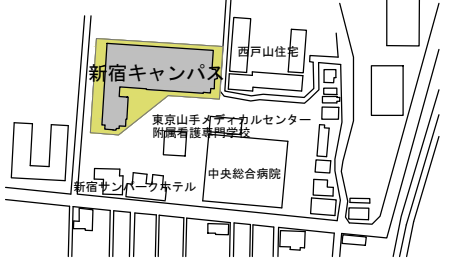 西戸山住宅
新宿キャンパス
東京山手メディカルセンター
附属看護専門学校
中央総合病院
新宿サンパークホテル